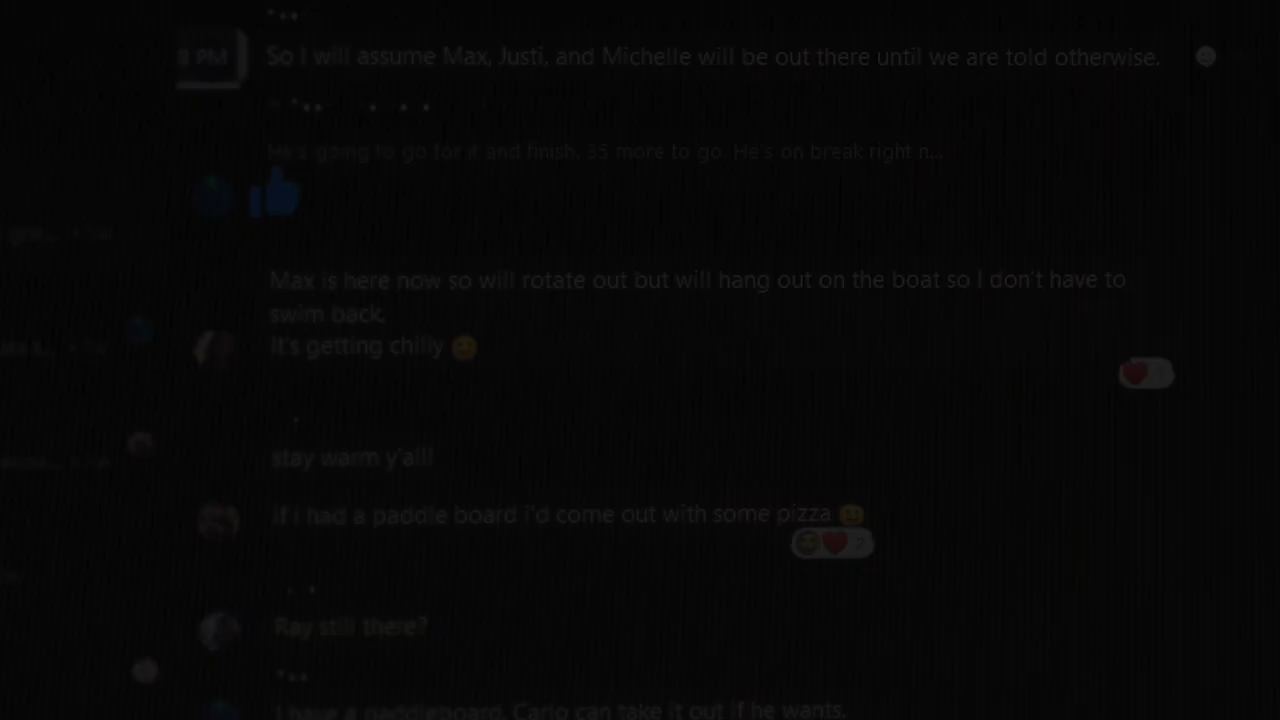 PM
So I will assume Max, Justi, and Michelle will be out there until we are told otherwise.
He's going to go for it and finish. 35 more to go. He's on break right n...
Max is here now so will rotate out but will hang out on the boat so I don't have to
swim back.
It's getting chilly
stay warm y'all!
if i had a paddle board i'd come out with some pizza
2
Ray still there?
I have a paddleboard. Carlo can take it out if he wants.